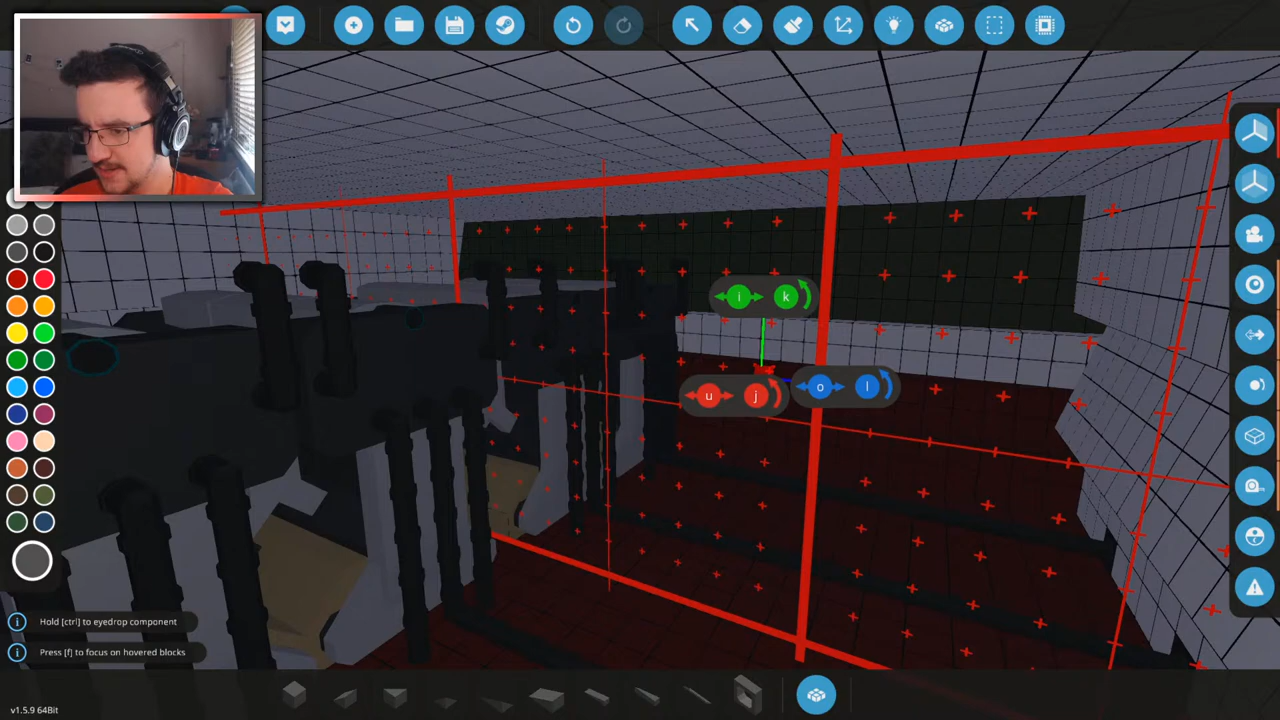 i k
u j
o l
Hold [ctrl] to eyedrop component
Press [f] to focus on hovered blocks
v1.5.9 64Bit